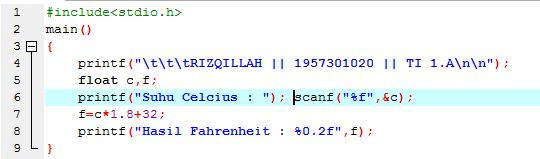 1 #include<stdio.h>
2 main()
3 {
4 printf("\t\t\tRIZQILLAH || 1957301020 || TI 1.A\n\n");
5 float c,f;
6 printf("Suhu Celcius : "); scanf("%f",&c);
7 f=c*1.8+32;
8 printf("Hasil Fahrenheit : %0.2f",f);
9 }